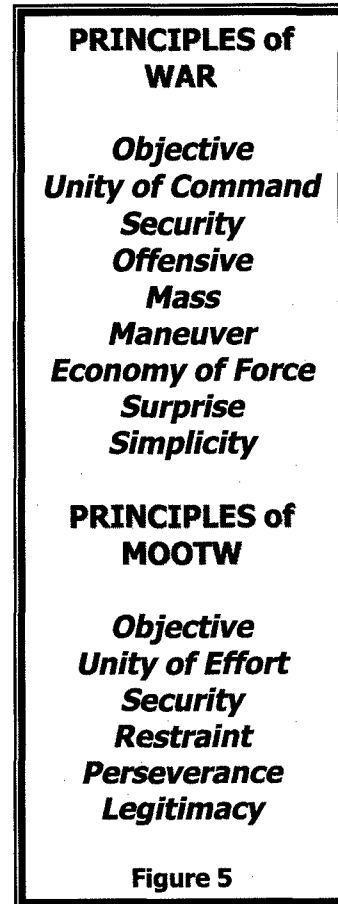 PRINCIPLES of
WAR
Objective
Unity of Command
Security
Offensive
Mass
Maneuver
Economy of Force
Surprise
Simplicity
PRINCIPLES of
MOOTW
Objective
Unity of Effort
Security
Restraint
Perseverance
Legitimacy
Figure 5